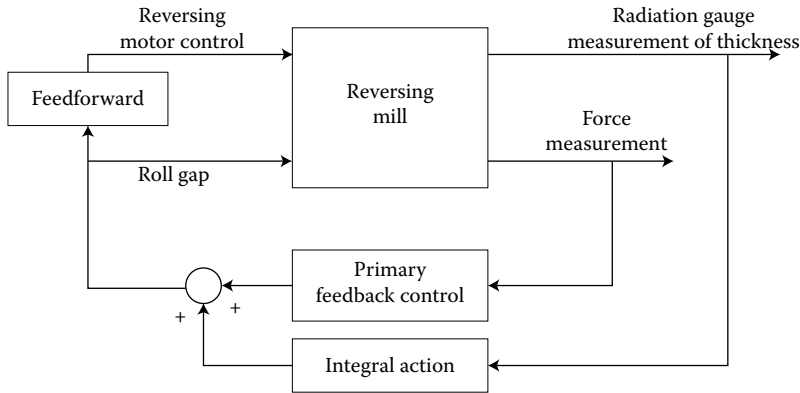 Reversing
motor control
Radiation gauge
measurement of thickness
Feedforward
Reversing
mill
Force
measurement
Roll gap
Primary
feedback control
+
+
Integral action